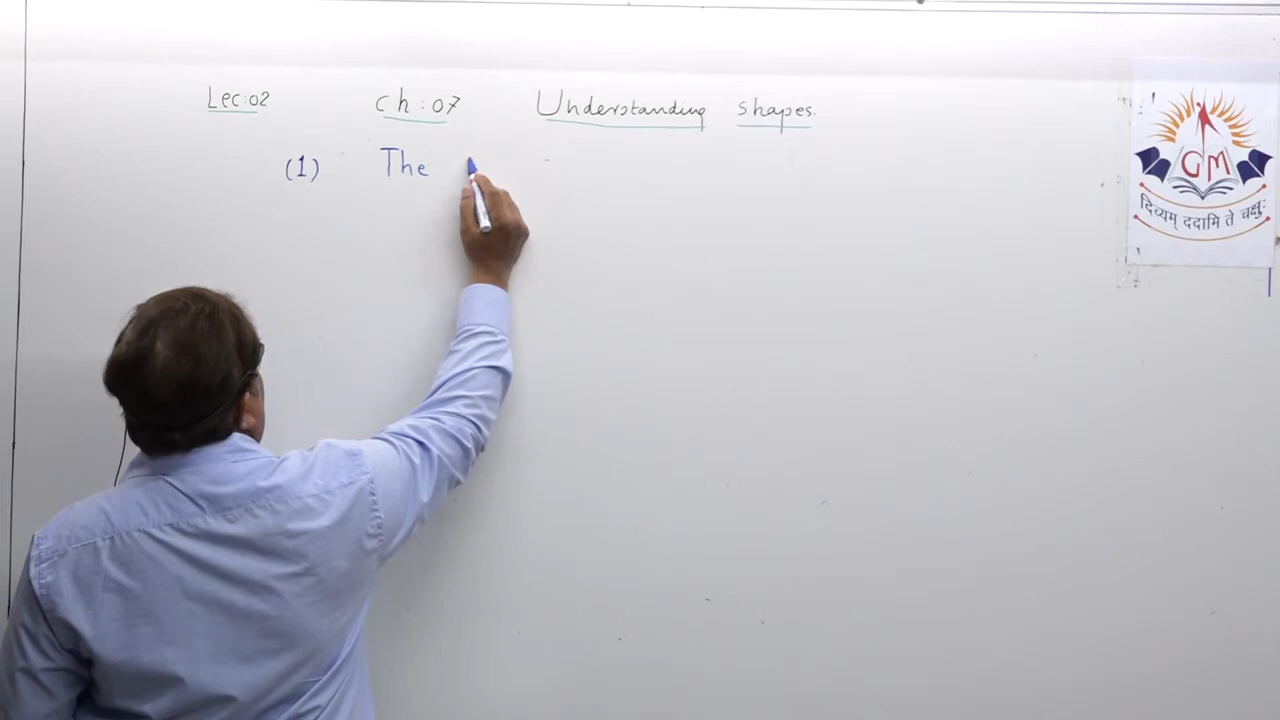 Lec:02 Ch:07 Understanding shapes.
(1) The
GM
दिव्यम् ददामि ते चक्षुः